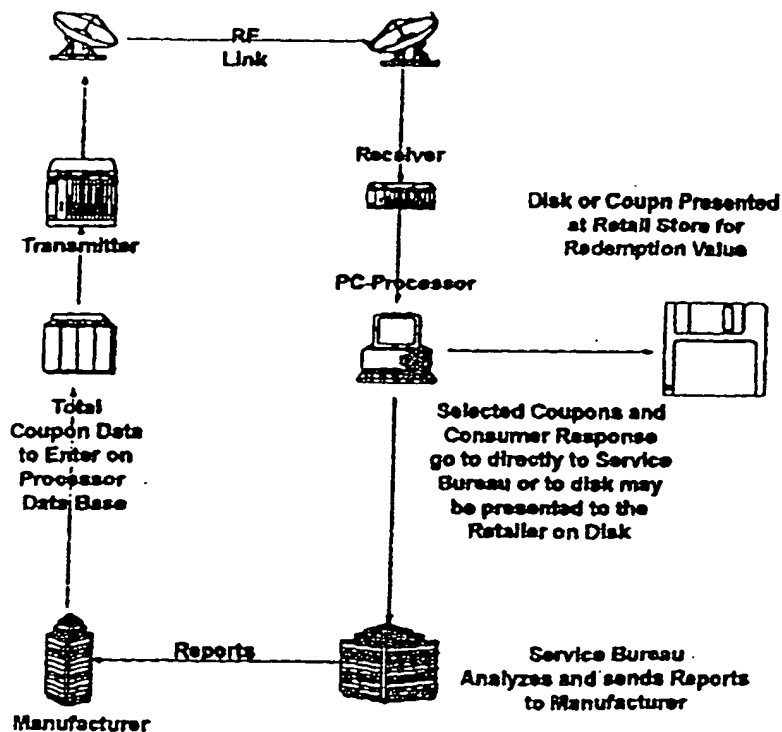 RF
Link
Receiver
Transmitter
Disk or Coupn Presented
at Retail Store for
Redemption Value
PC-Processor
Total
Coupon Data
to Enter on
Processor
Data Base
Selected Coupons and
Consumer Response
go to directly to Service
Bureau or to disk may
be presented to the
Retailer on Disk
Reports
Service Bureau
Analyzes and sends Reports
to Manufacturer
Manufacturer